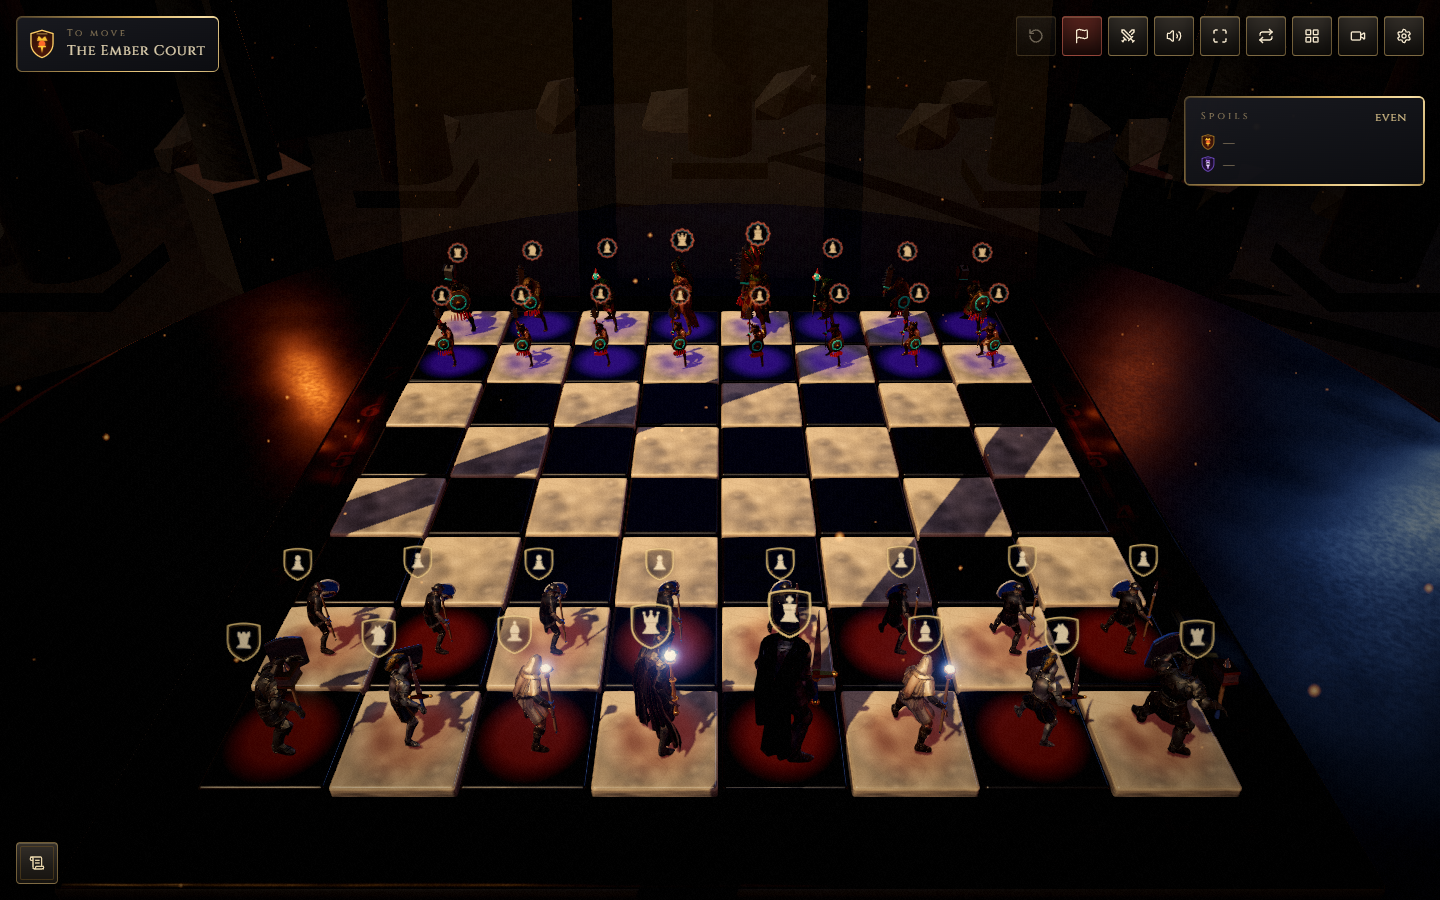 To move
The Ember Court
Spoils
EVEN
—
—